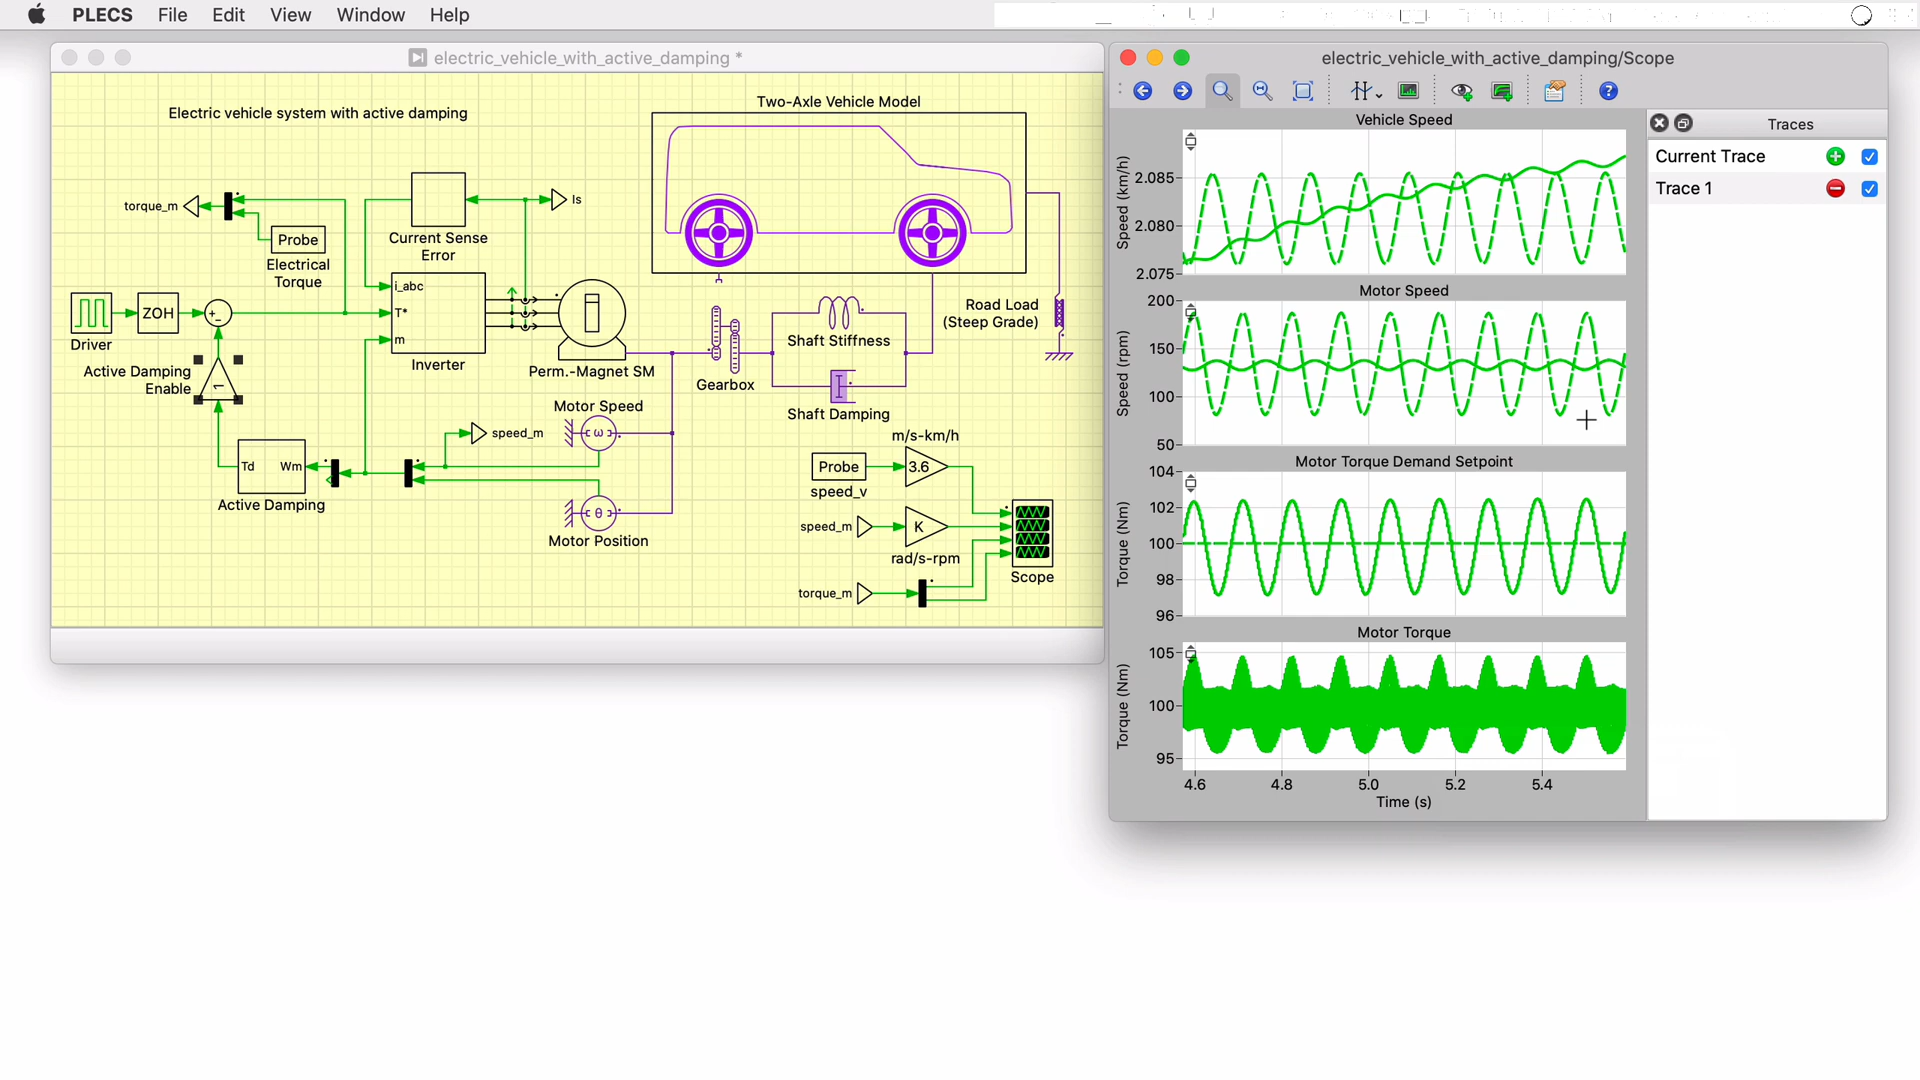 PLECS File Edit View Window Help
electric_vehicle_with_active_damping *
Electric vehicle system with active damping
Two-Axle Vehicle Model
torque_m
Is
Probe
Electrical
Torque
Current Sense
Error
i_abc
T*
m
Inverter
ZOH
+
-
Driver
Active Damping
Enable
1
Perm.-Magnet SM
Gearbox
Shaft Stiffness
Shaft Damping
Road Load
(Steep Grade)
Motor Speed
ω
speed_m
Td Wm
Active Damping
θ
Motor Position
m/s-km/h
Probe
3.6
speed_v
speed_m
K
rad/s-rpm
torque_m
Scope
electric_vehicle_with_active_damping/Scope
?
Traces
Current Trace
Trace 1
Vehicle Speed
Speed (km/h)
2.085
2.080
2.075
Motor Speed
Speed (rpm)
200
150
100
50
Motor Torque Demand Setpoint
Torque (Nm)
104
102
100
98
96
Motor Torque
Torque (Nm)
105
100
95
4.6 4.8 5.0 5.2 5.4
Time (s)